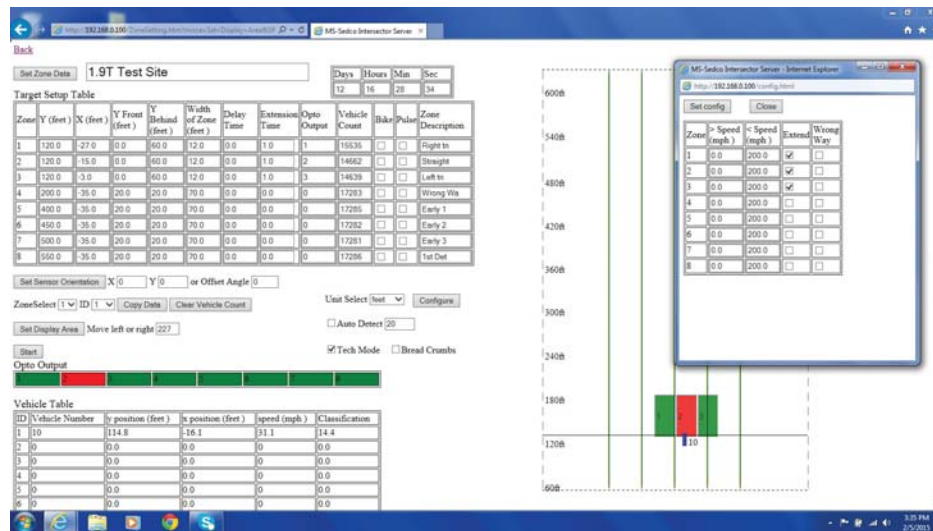 http://192.168.0.100/
MS-Sedco Intersector Server
Back
Set Zone Data 1.9T Test Site
Days Hours Min Sec
12 16 28 34
Target Setup Table
Zone Y (feet ) X (feet ) Y Front (feet ) Y Behind (feet ) Width of Zone (feet ) Delay Time Extension Time Opto Output Vehicle Count Bike Pulse Zone Description
1 120.0 -27.0 0.0 60.0 12.0 0.0 1.0 1 15535 Right tn
2 120.0 -15.0 0.0 60.0 12.0 0.0 1.0 2 14662 Straight
3 120.0 -3.0 0.0 60.0 12.0 0.0 1.0 3 14639 Left tn
4 200.0 -35.0 20.0 20.0 70.0 0.0 0.0 0 17283 Wrong Wa
5 400.0 -35.0 20.0 20.0 70.0 0.0 0.0 0 17285 Early 1
6 450.0 -35.0 20.0 20.0 70.0 0.0 0.0 0 17282 Early 2
7 500.0 -35.0 20.0 20.0 70.0 0.0 0.0 0 17281 Early 3
8 550.0 -35.0 20.0 20.0 70.0 0.0 0.0 0 17286 1st Det
Set Sensor Orientation X 0 Y 0 or Offset Angle 0
ZoneSelect 1 ID 1 Copy Data Clear Vehicle Count Unit Select feet Configure
Auto Detect 20
Set Display Area Move left or right 227
Start
Tech Mode Bread Crumbs
Opto Output
1 2 3 4 5 6 7 8
Vehicle Table
ID Vehicle Number y position (feet ) x position (feet ) speed (mph ) Classification
1 10 114.8 -16.1 31.1 14.4
2 0 0.0 0.0 0 0.0
3 0 0.0 0.0 0 0.0
4 0 0.0 0.0 0 0.0
5 0 0.0 0.0 0 0.0
6 0 0.0 0.0 0 0.0
600ft
540ft
480ft
420ft
360ft
300ft
240ft
180ft
120ft
60ft
1 2 3
10
MS-Sedco Intersector Server - Internet Explorer
http://192.168.0.100/config.html
Set config Close
Zone > Speed (mph ) < Speed (mph ) Extend Wrong Way
1 0.0 200.0
2 0.0 200.0
3 0.0 200.0
4 0.0 200.0
5 0.0 200.0
6 0.0 200.0
7 0.0 200.0
8 0.0 200.0
3:35 PM
2/5/2015